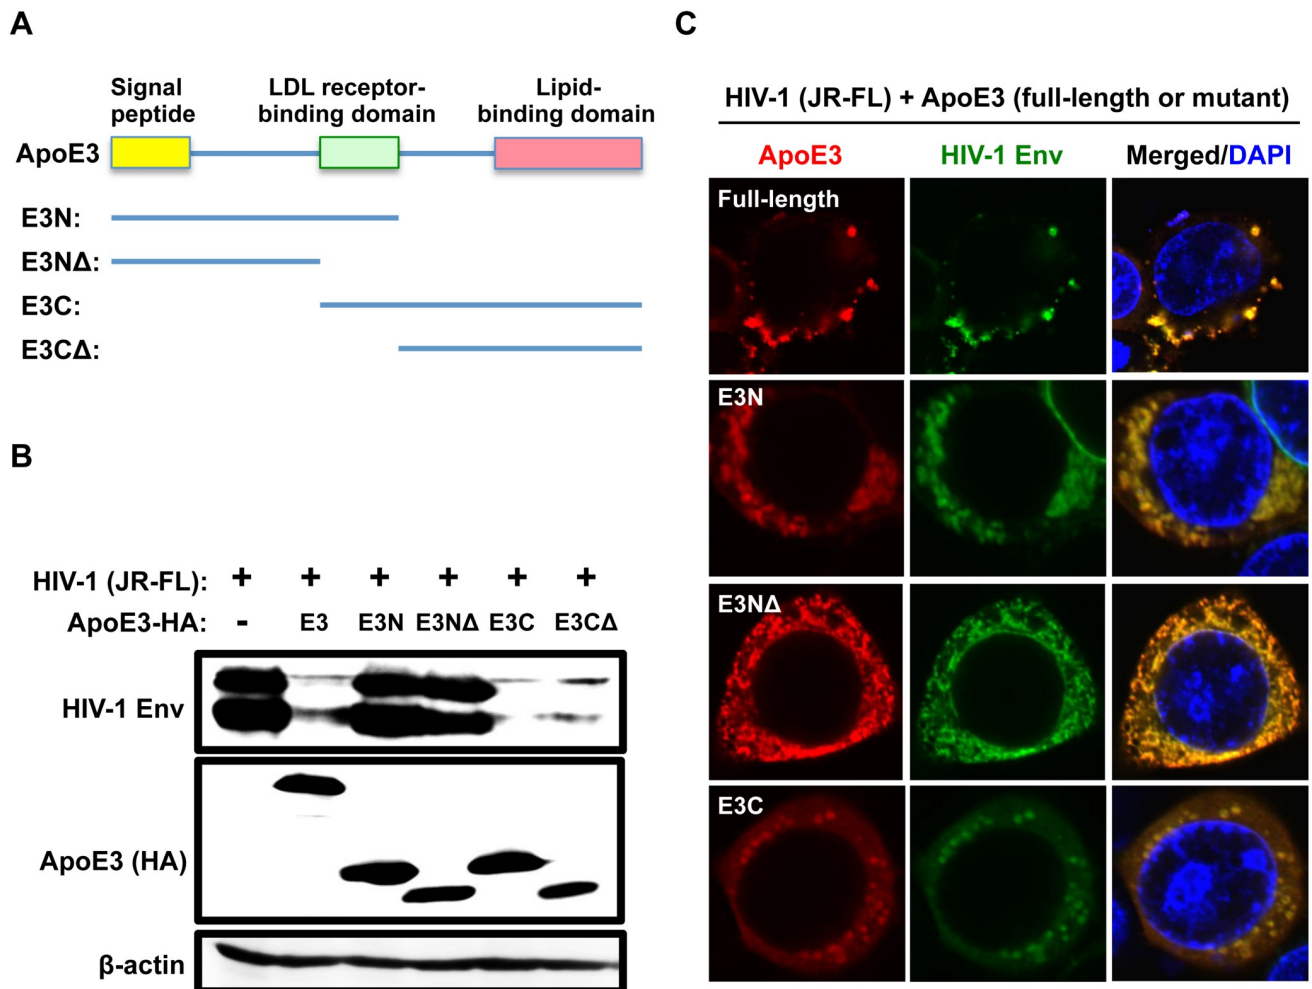 A
Signal
peptide
LDL receptor-
binding domain
Lipid-
binding domain
ApoE3
E3N:
E3NΔ:
E3C:
E3CΔ:
B
HIV-1 (JR-FL): + + + + + +
ApoE3-HA: - E3 E3N E3NΔ E3C E3CΔ
HIV-1 Env
ApoE3 (HA)
β-actin
C
HIV-1 (JR-FL) + ApoE3 (full-length or mutant)
ApoE3 HIV-1 Env Merged/DAPI
Full-length
E3N
E3NΔ
E3C